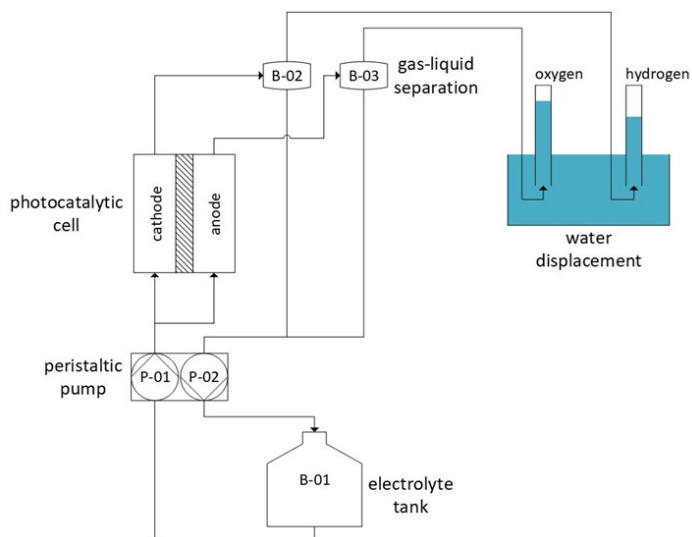 B-02
B-03
gas-liquid
separation
oxygen
hydrogen
photocatalytic
cell
cathode
anode
water
displacement
peristaltic
pump
P-01
P-02
B-01
electrolyte
tank